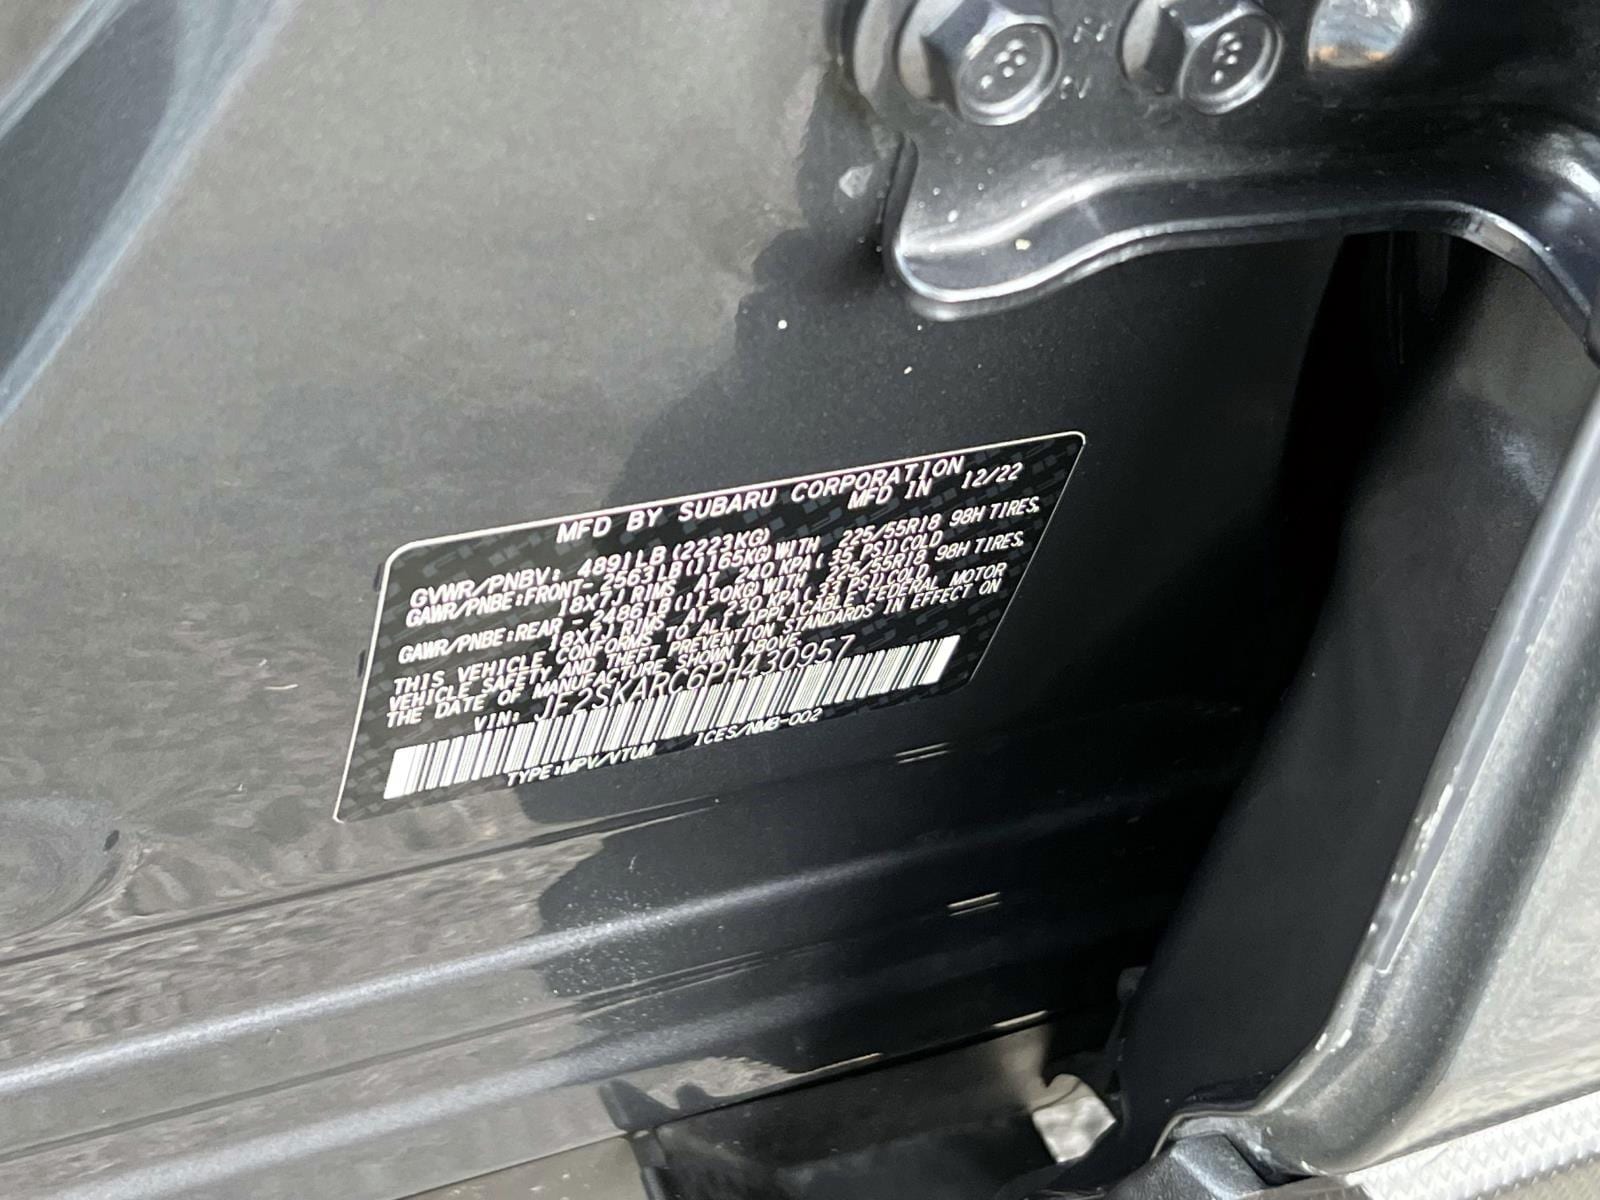 MFD BY SUBARU CORPORATION
MFD IN 12/22
GVWR/PNBV: 4891LB(2223KG)
GAWR/PNBE:FRONT- 2563LB(1165KG)WITH 225/55R18 98H TIRES.
18X7J RIMS AT 240 KPA(35 PSI)COLD
GAWR/PNBE:REAR -2486LB(1130KG)WITH 225/55R18 98H TIRES.
18X7J RIMS AT 230 KPA(33 PSI)COLD
THIS VEHICLE CONFORMS TO ALL APPLICABLE FEDERAL MOTOR
VEHICLE SAFETY AND THEFT PREVENTION STANDARDS IN EFFECT ON
THE DATE OF MANUFACTURE SHOWN ABOVE.
VIN: JF2SKARC6PH430957
TYPE:MPV/VTUM ICES/NMB-002